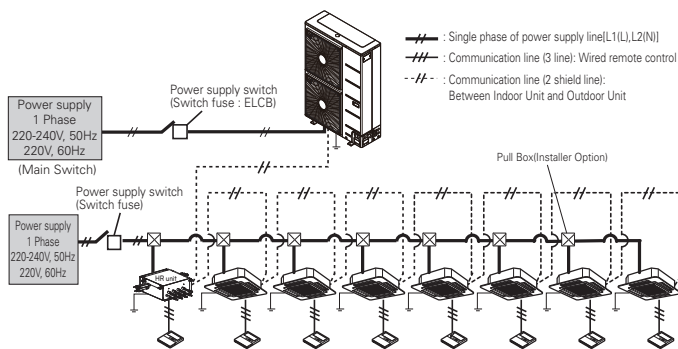 : Single phase of power supply line[L1(L),L2(N)]
: Communication line (3 line): Wired remote control
: Communication line (2 shield line):
Between Indoor Unit and Outdoor Unit
Power supply switch
(Switch fuse : ELCB)
Power supply
1 Phase
220-240V, 50Hz
220V, 60Hz
(Main Switch)
Pull Box(Installer Option)
Power supply switch
(Switch fuse)
Power supply
1 Phase
220-240V, 50Hz
220V, 60Hz
HR unit